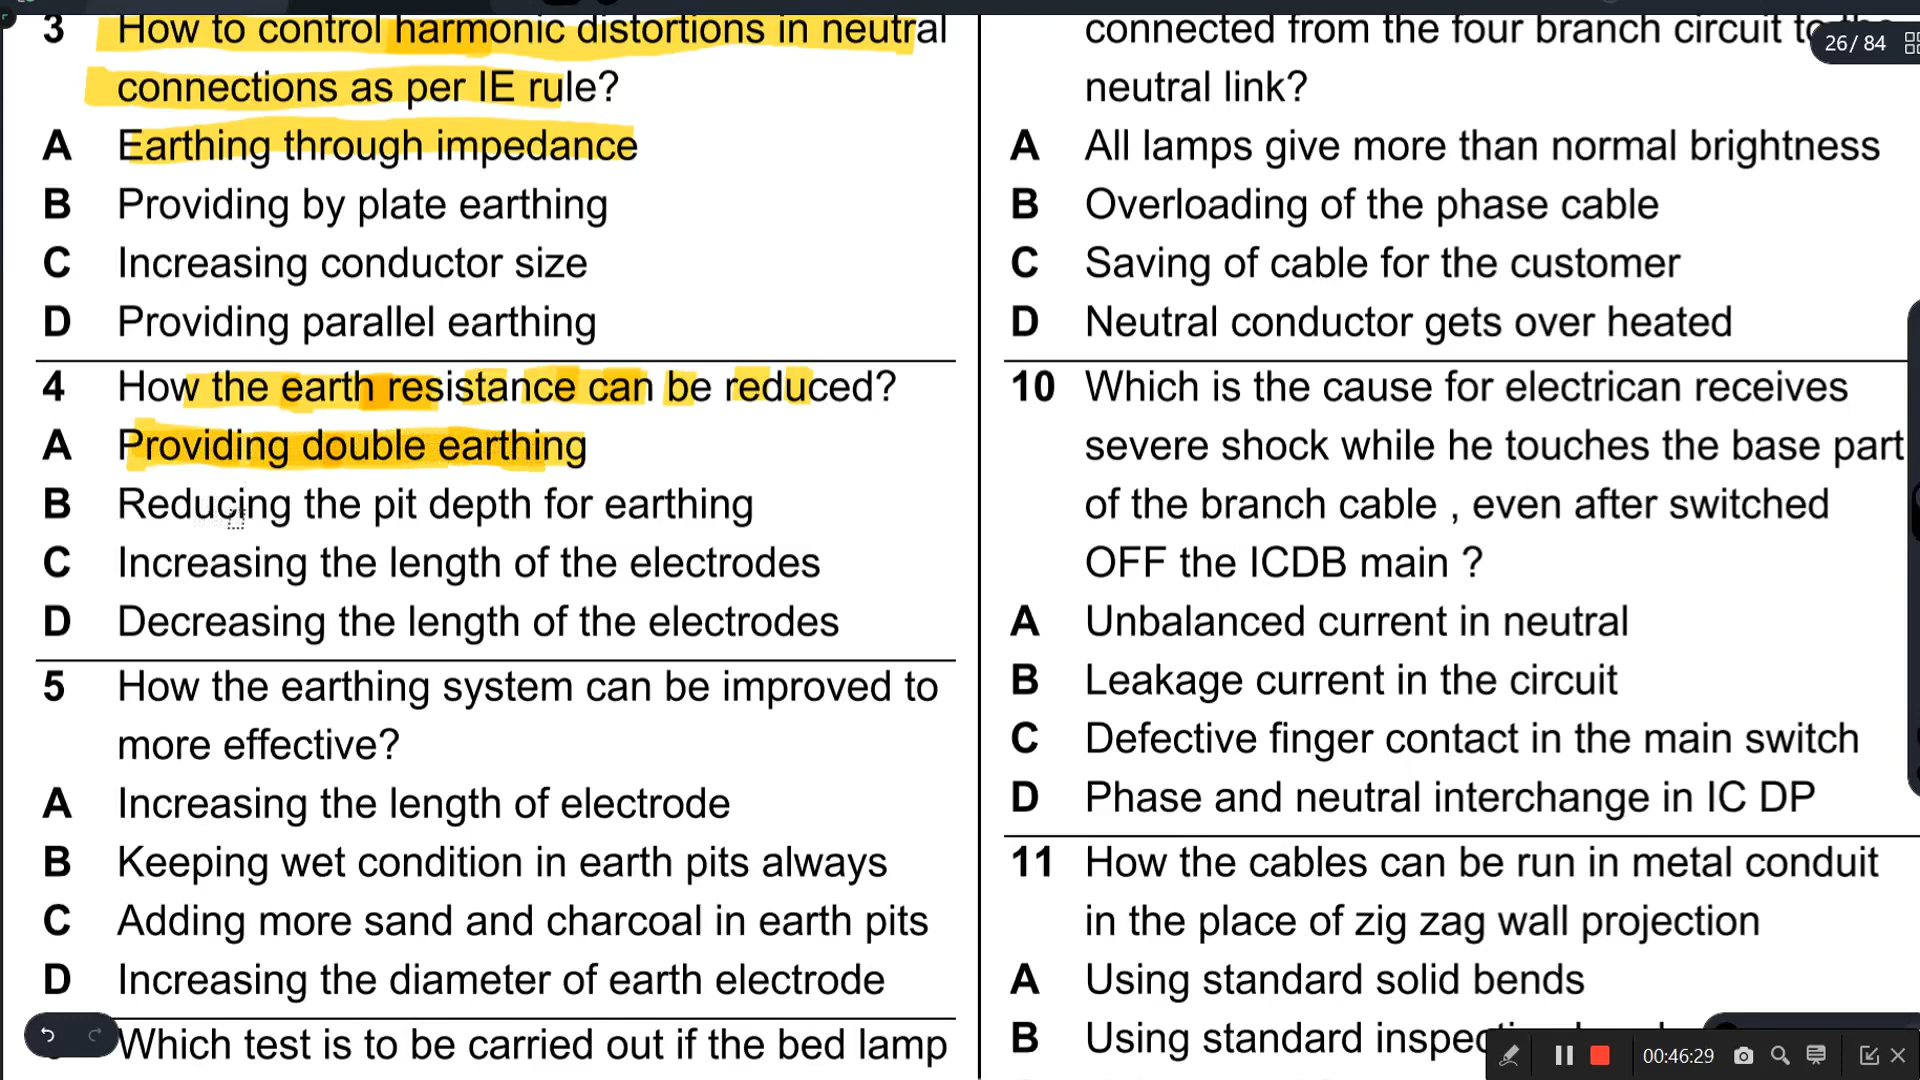 3 How to control harmonic distortions in neutral
connections as per IE rule?
A Earthing through impedance
B Providing by plate earthing
C Increasing conductor size
D Providing parallel earthing
4 How the earth resistance can be reduced?
A Providing double earthing
B Reducing the pit depth for earthing
C Increasing the length of the electrodes
D Decreasing the length of the electrodes
5 How the earthing system can be improved to
more effective?
A Increasing the length of electrode
B Keeping wet condition in earth pits always
C Adding more sand and charcoal in earth pits
D Increasing the diameter of earth electrode
Which test is to be carried out if the bed lamp
connected from the four branch circuit to the
neutral link?
A All lamps give more than normal brightness
B Overloading of the phase cable
C Saving of cable for the customer
D Neutral conductor gets over heated
10 Which is the cause for electrican receives
severe shock while he touches the base part
of the branch cable , even after switched
OFF the ICDB main ?
A Unbalanced current in neutral
B Leakage current in the circuit
C Defective finger contact in the main switch
D Phase and neutral interchange in IC DP
11 How the cables can be run in metal conduit
in the place of zig zag wall projection
A Using standard solid bends
B Using standard
26/ 84
00:46:29